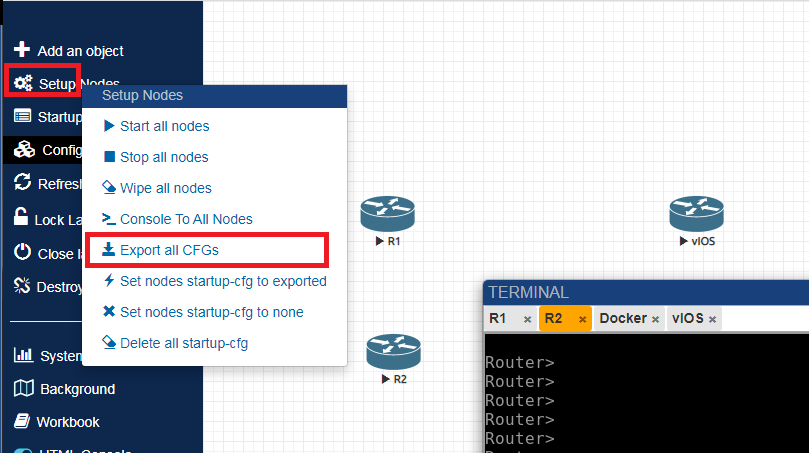 Add an object
Setup Nodes
Setup Nodes
Startup
Start all nodes
Stop all nodes
Config
Refresh
Wipe all nodes
Lock La
Console To All Nodes
R1
vIOS
Close la
Export all CFGs
Destroy
Set nodes startup-cfg to exported
Set nodes startup-cfg to none
Delete all startup-cfg
System
Background
Workbook
HTML Console
R2
TERMINAL
R1 × R2 × Docker × vIOS ×
Router>
Router>
Router>
Router>
Router>